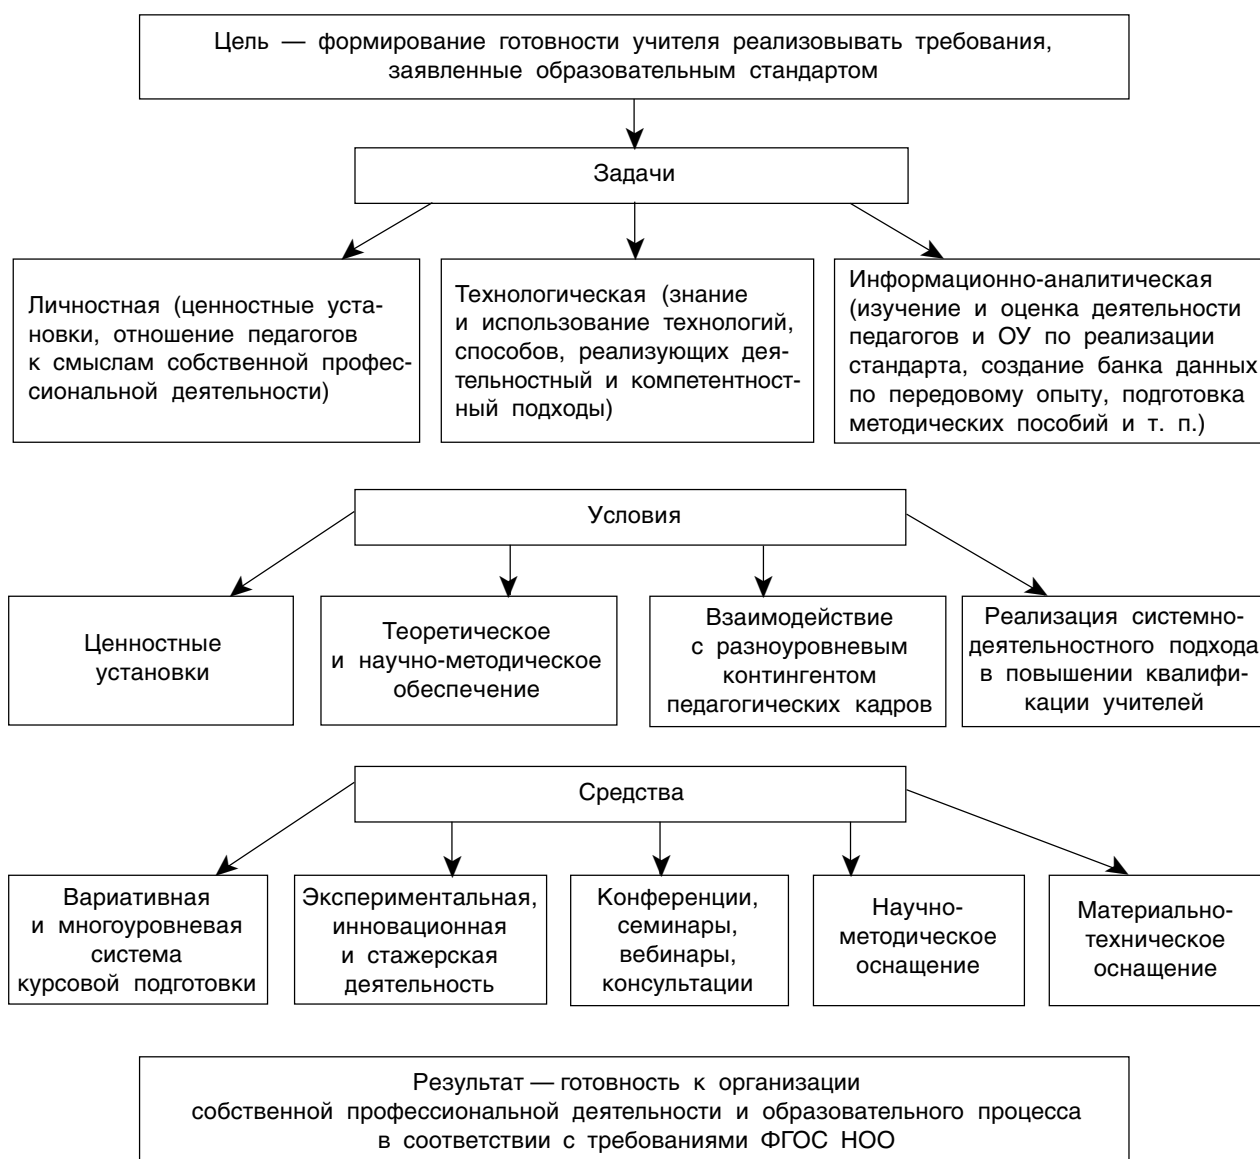 Цель — формирование готовности учителя реализовывать требования,
заявленные образовательным стандартом
Задачи
Личностная (ценностные уста-
новки, отношение педагогов
к смыслам собственной профес-
сиональной деятельности)
Технологическая (знание
и использование технологий,
способов, реализующих дея-
тельностный и компетентност-
ный подходы)
Информационно-аналитическая
(изучение и оценка деятельности
педагогов и ОУ по реализации
стандарта, создание банка данных
по передовому опыту, подготовка
методических пособий и т. п.)
Условия
Ценностные
установки
Теоретическое
и научно-методическое
обеспечение
Взаимодействие
с разноуровневым
контингентом
педагогических кадров
Реализация системно-
деятельностного подхода
в повышении квалифи-
кации учителей
Средства
Вариативная
и многоуровневая
система
курсовой подготовки
Экспериментальная,
инновационная
и стажерская
деятельность
Конференции,
семинары,
вебинары,
консультации
Научно-
методическое
оснащение
Материально-
техническое
оснащение
Результат — готовность к организации
собственной профессиональной деятельности и образовательного процесса
в соответствии с требованиями ФГОС НОО